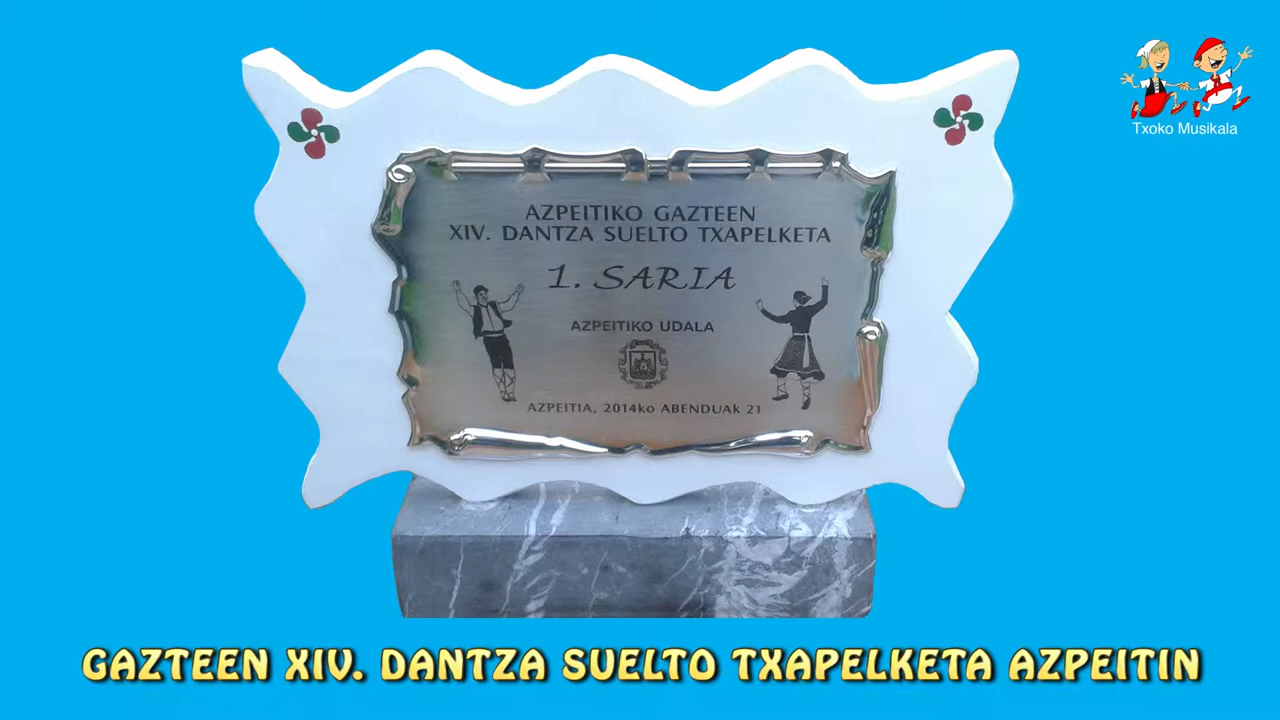 Txoko Musikala
AZPEITIKO GAZTEEN
XIV. DANTZA SUELTO TXAPELKETA
1. SARIA
AZPEITIKO UDALA
AZPEITIA, 2014ko ABENDUAK 21
GAZTEEN XIV. DANTZA SUELTO TXAPELKETA AZPEITIN